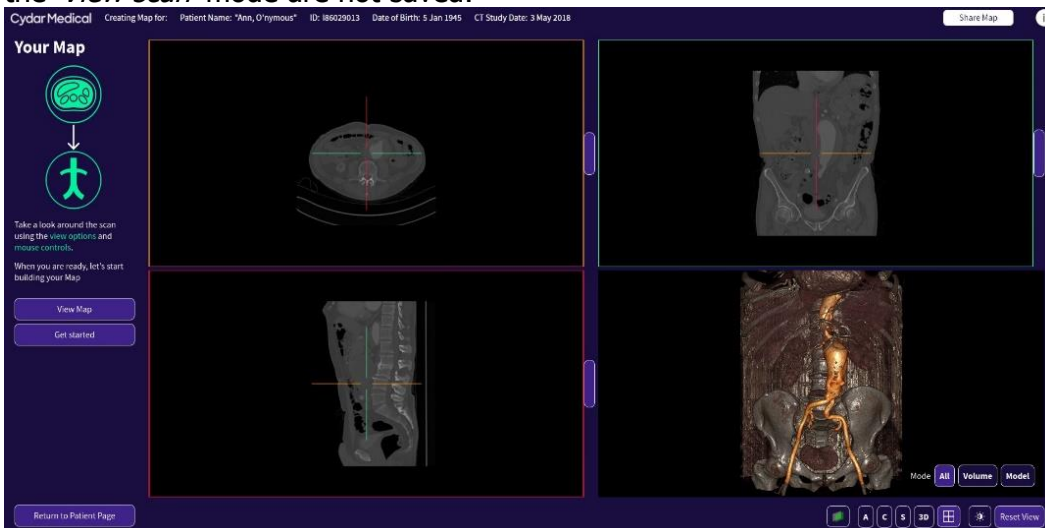 the ‘View scan’ mode are not saved.
Cydar Medical Creating Map for: Patient Name: "Ann, O'nymous" ID: I86029013 Date of Birth: 5 Jan 1945 CT Study Date: 3 May 2018 Share Map i
Your Map
Take a look around the scan
using the view options and
mouse controls.
When you are ready, let's start
building your Map
View Map
Get started
Mode All Volume Model
Return to Patient Page A C S 3D Reset View